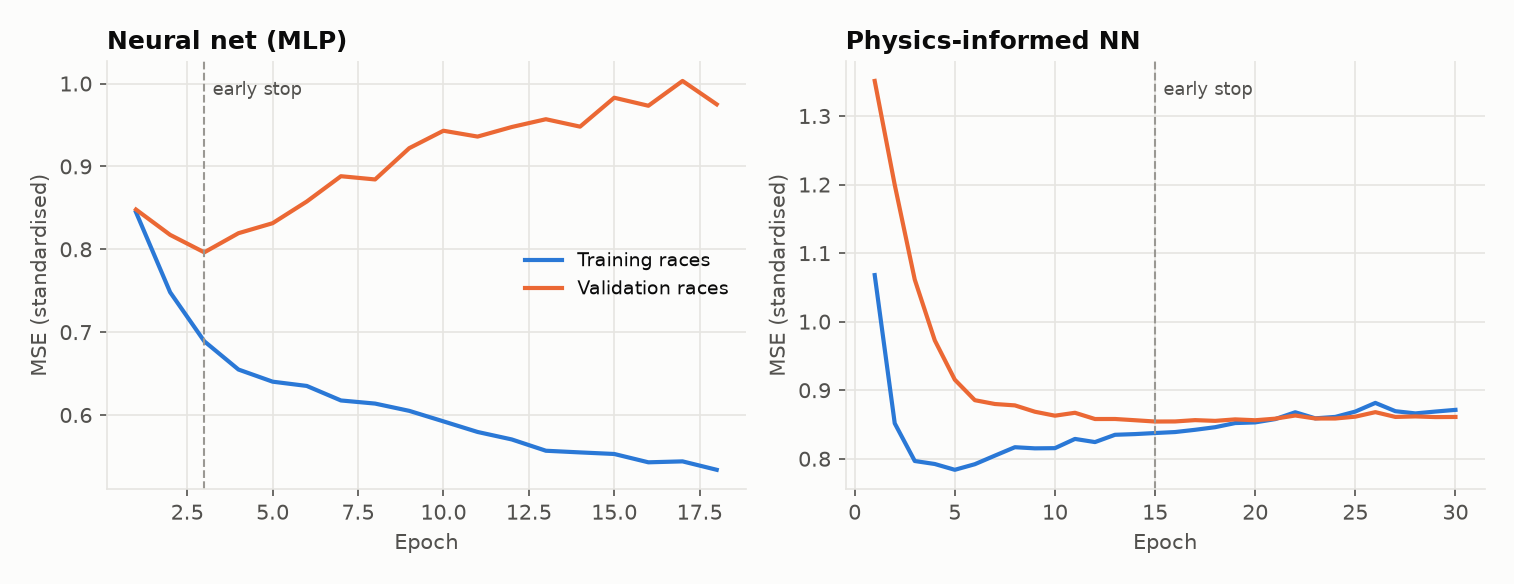 Neural net (MLP)
early stop
MSE (standardised)
1.0
0.9
0.8
0.7
0.6
Training races
Validation races
2.5 5.0 7.5 10.0 12.5 15.0 17.5
Epoch
Physics-informed NN
early stop
MSE (standardised)
1.3
1.2
1.1
1.0
0.9
0.8
0 5 10 15 20 25 30
Epoch